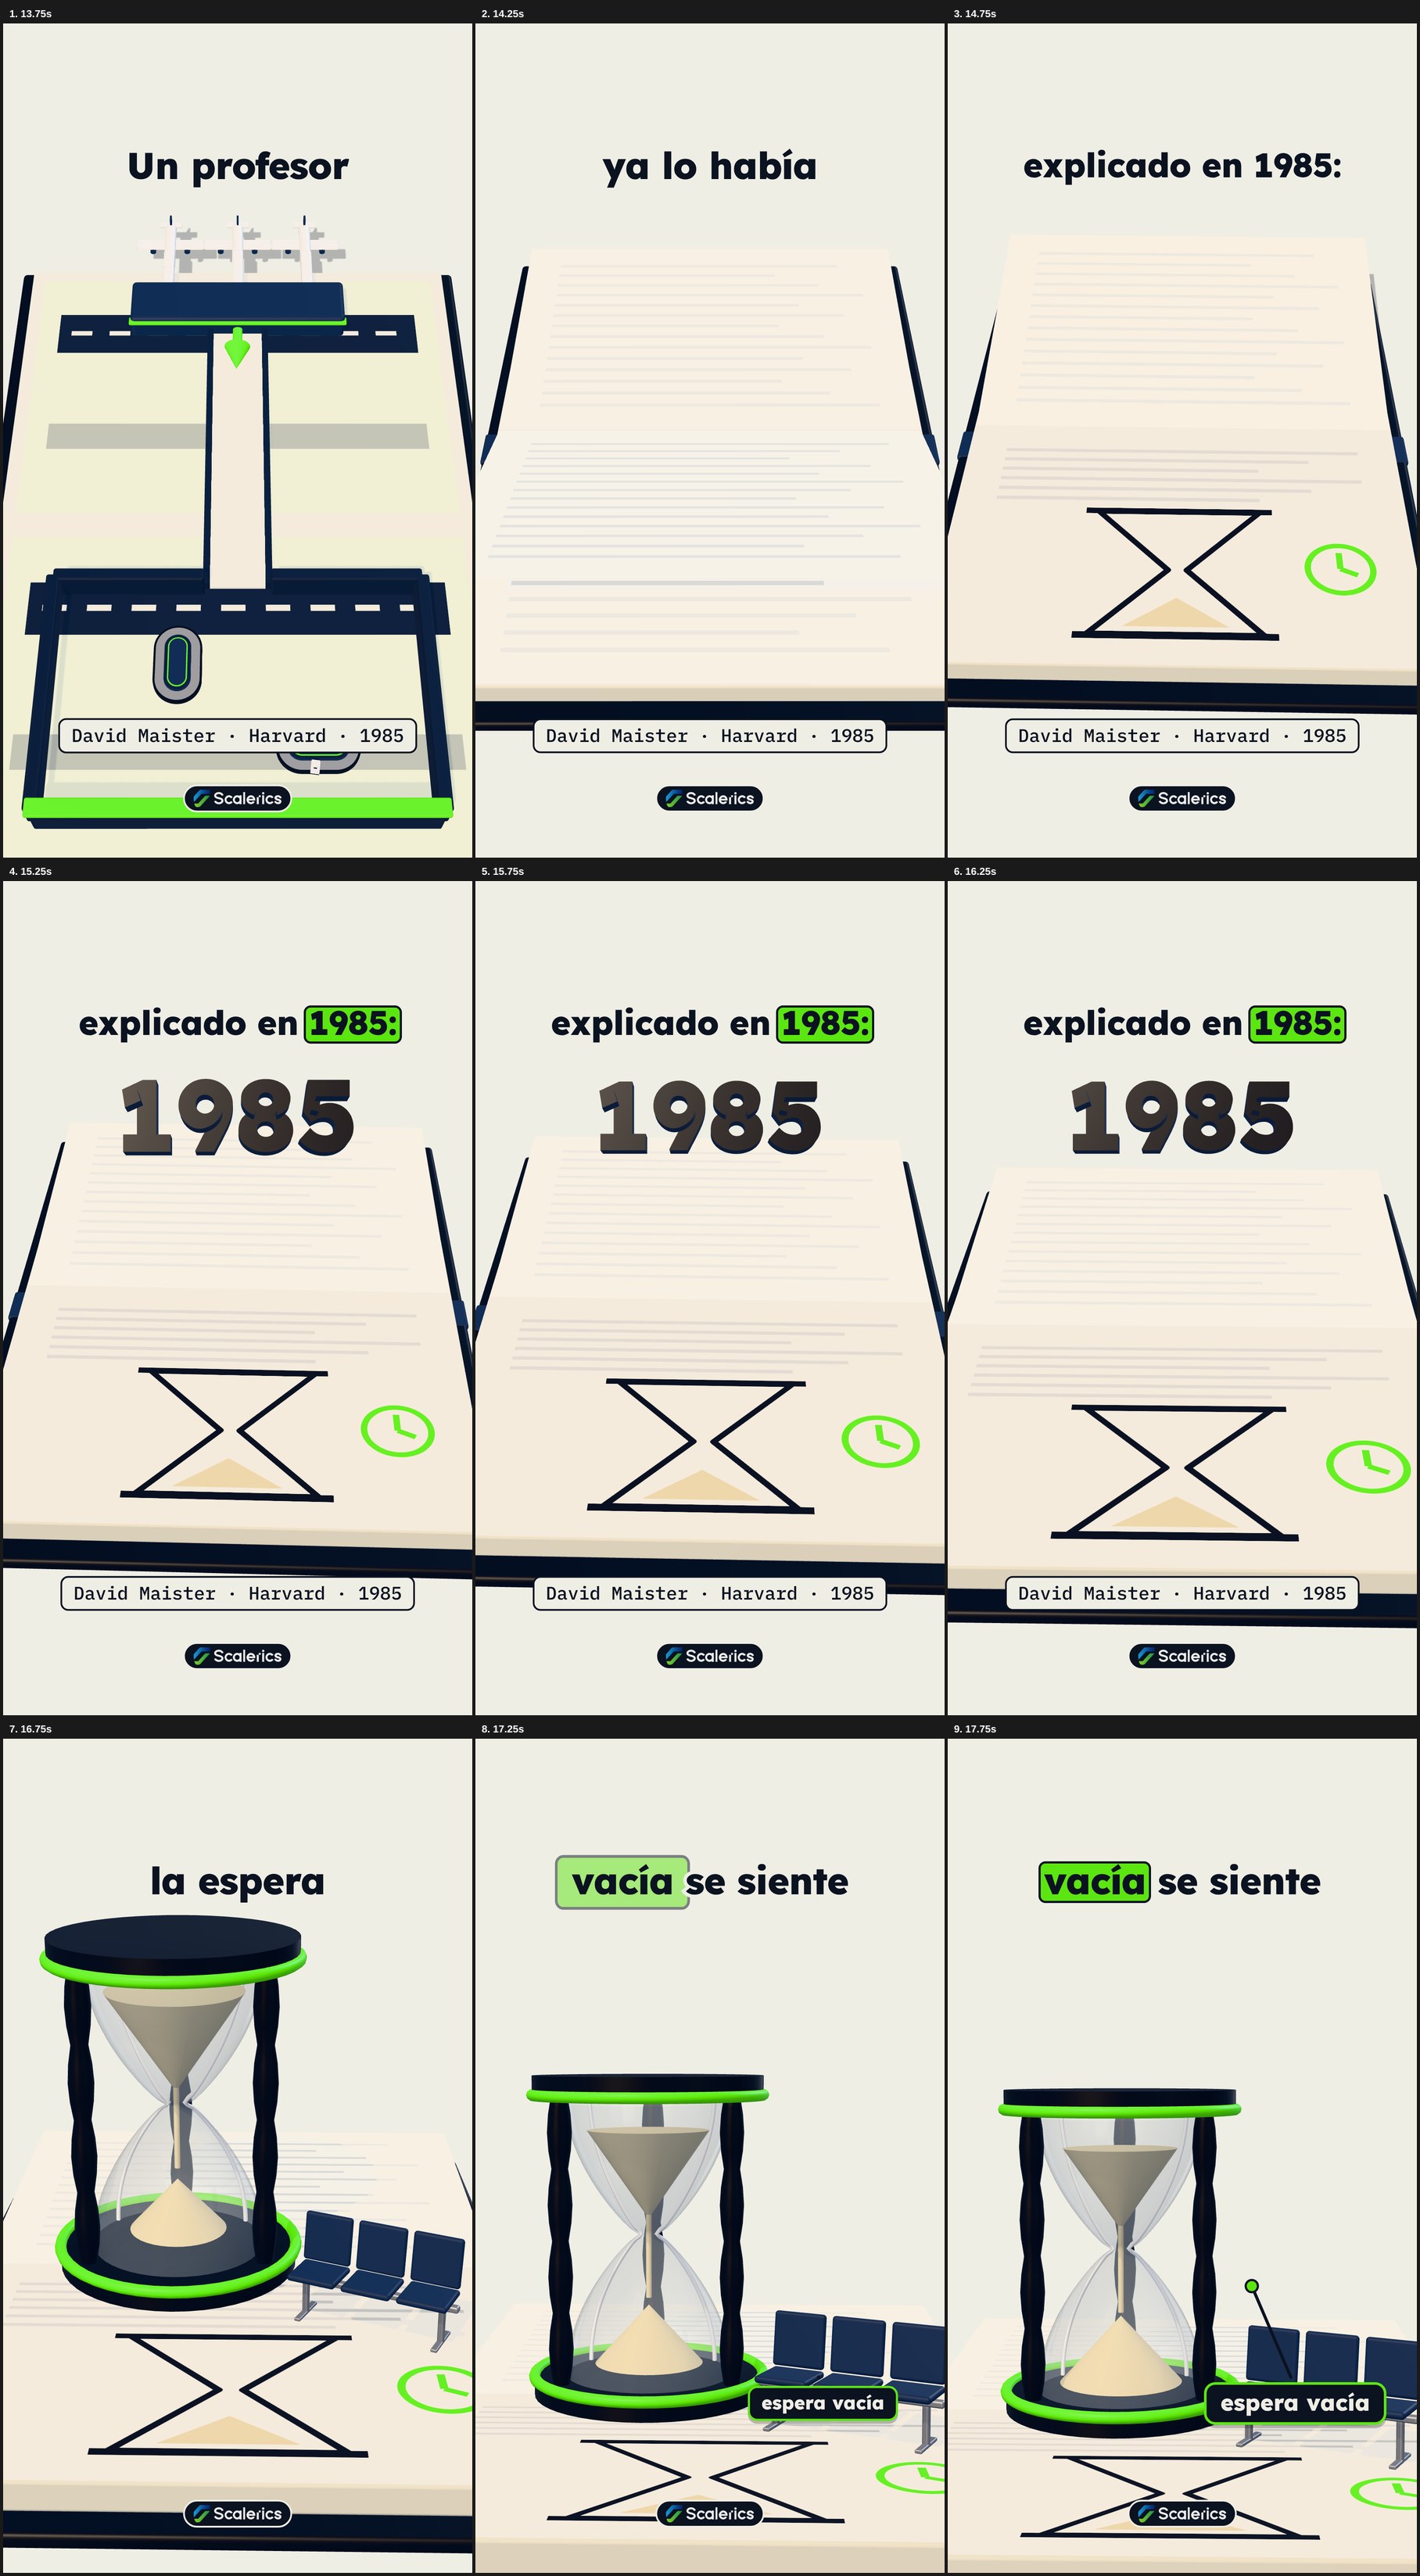 1. 13.75s
Un profesor
David Maister · Harvard · 1985
Scalerics
2. 14.25s
ya lo había
David Maister · Harvard · 1985
Scalerics
3. 14.75s
explicado en 1985:
David Maister · Harvard · 1985
Scalerics
4. 15.25s
explicado en 1985:
1985
David Maister · Harvard · 1985
Scalerics
5. 15.75s
explicado en 1985:
1985
David Maister · Harvard · 1985
Scalerics
6. 16.25s
explicado en 1985:
1985
David Maister · Harvard · 1985
Scalerics
7. 16.75s
la espera
Scalerics
8. 17.25s
vacía se siente
espera vacía
Scalerics
9. 17.75s
vacía se siente
espera vacía
Scalerics